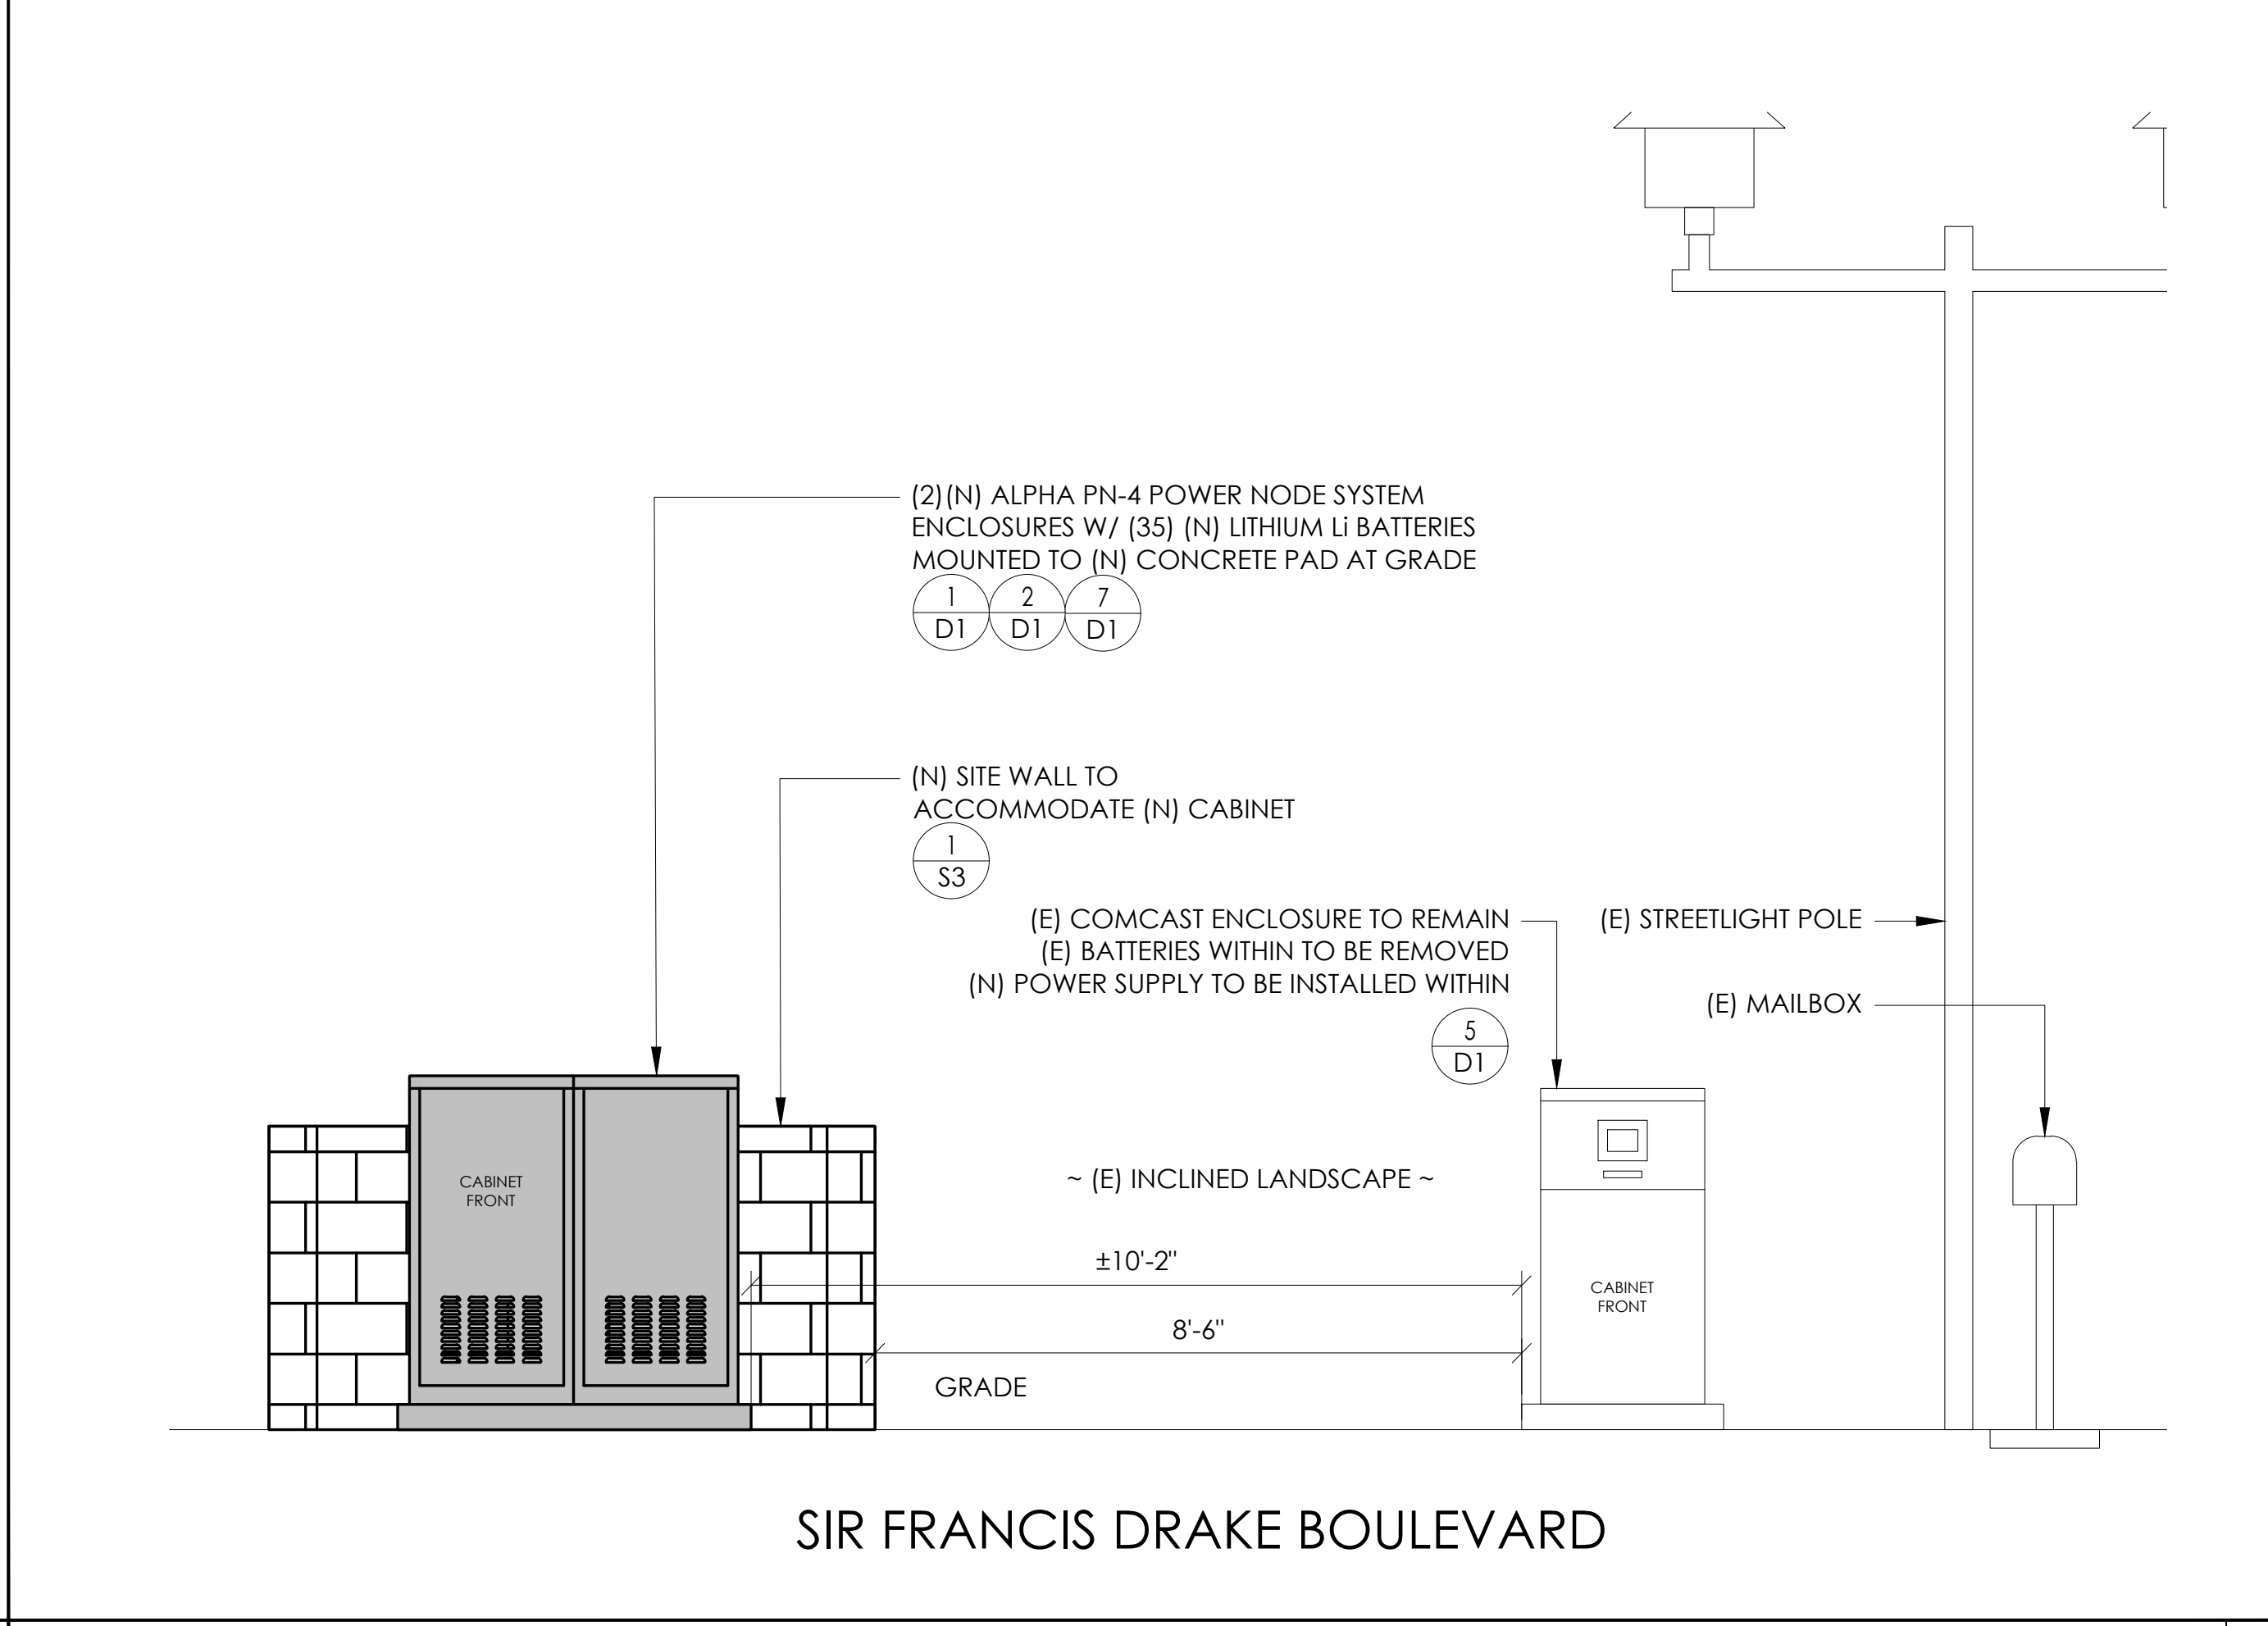 (2)(N) ALPHA PN-4 POWER NODE SYSTEM
ENCLOSURES W/ (35) (N) LITHIUM Li BATTERIES
MOUNTED TO (N) CONCRETE PAD AT GRADE
1 2 7
D1 D1 D1
(N) SITE WALL TO
ACCOMMODATE (N) CABINET
1
S3
(E) COMCAST ENCLOSURE TO REMAIN
(E) BATTERIES WITHIN TO BE REMOVED
(N) POWER SUPPLY TO BE INSTALLED WITHIN
5
D1
(E) STREETLIGHT POLE
(E) MAILBOX
CABINET
FRONT
~ (E) INCLINED LANDSCAPE ~
±10'-2"
CABINET
FRONT
8'-6"
GRADE
SIR FRANCIS DRAKE BOULEVARD